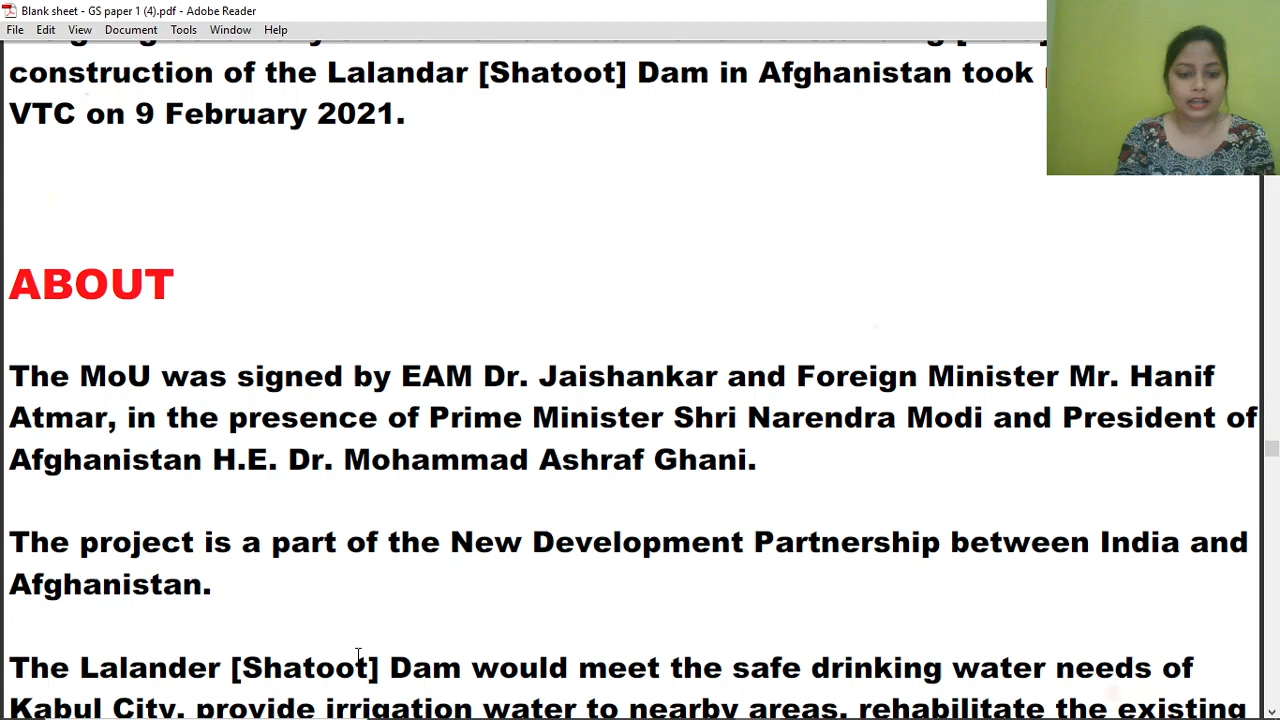 Blank sheet - GS paper 1 (4).pdf - Adobe Reader
File Edit View Document Tools Window Help
construction of the Lalandar [Shatoot] Dam in Afghanistan took
VTC on 9 February 2021.
ABOUT
The MoU was signed by EAM Dr. Jaishankar and Foreign Minister Mr. Hanif
Atmar, in the presence of Prime Minister Shri Narendra Modi and President of
Afghanistan H.E. Dr. Mohammad Ashraf Ghani.
The project is a part of the New Development Partnership between India and
Afghanistan.
The Lalander [Shatoot] Dam would meet the safe drinking water needs of
Kabul City, provide irrigation water to nearby areas, rehabilitate the existing